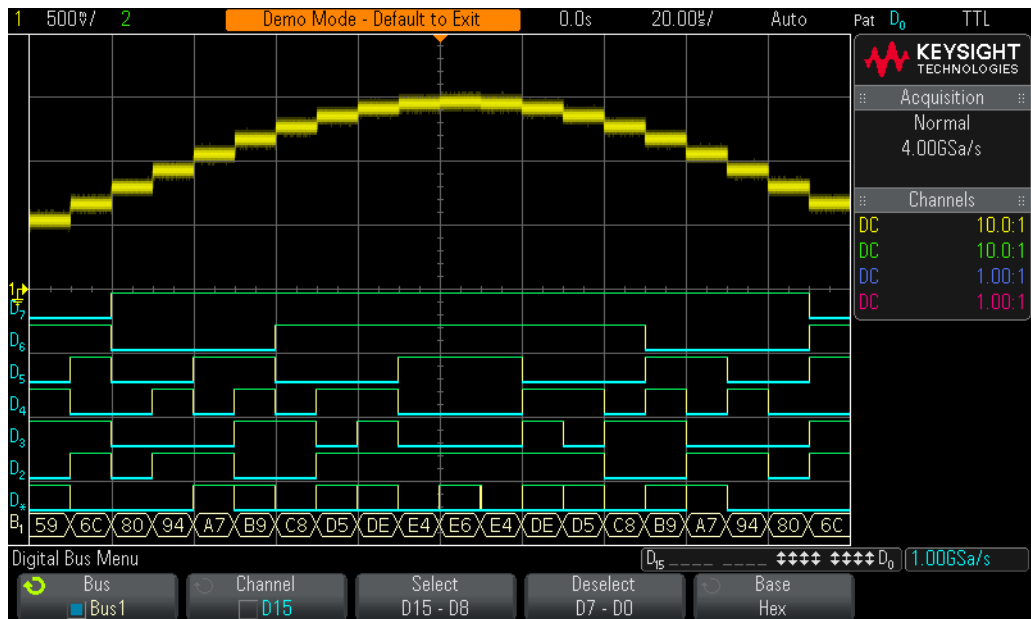 1 500mV/ 2 Demo Mode - Default to Exit 0.0s 20.00µs/ Auto Pat D0 TTL
KEYSIGHT
TECHNOLOGIES
Acquisition
Normal
4.00GSa/s
Channels
DC 10.0:1
DC 10.0:1
DC 1.00:1
DC 1.00:1
1
D7
D6
D5
D4
D3
D2
D*
B1 59 6C 80 94 A7 B9 C8 D5 DE E4 E6 E4 DE D5 C8 B9 A7 94 80 6C
Digital Bus Menu D15 ____ ____ ↕↕↕↕ ↕↕↕↕ D0 1.00GSa/s
Bus Channel Select Deselect Base
Bus1 D15 D15 - D8 D7 - D0 Hex